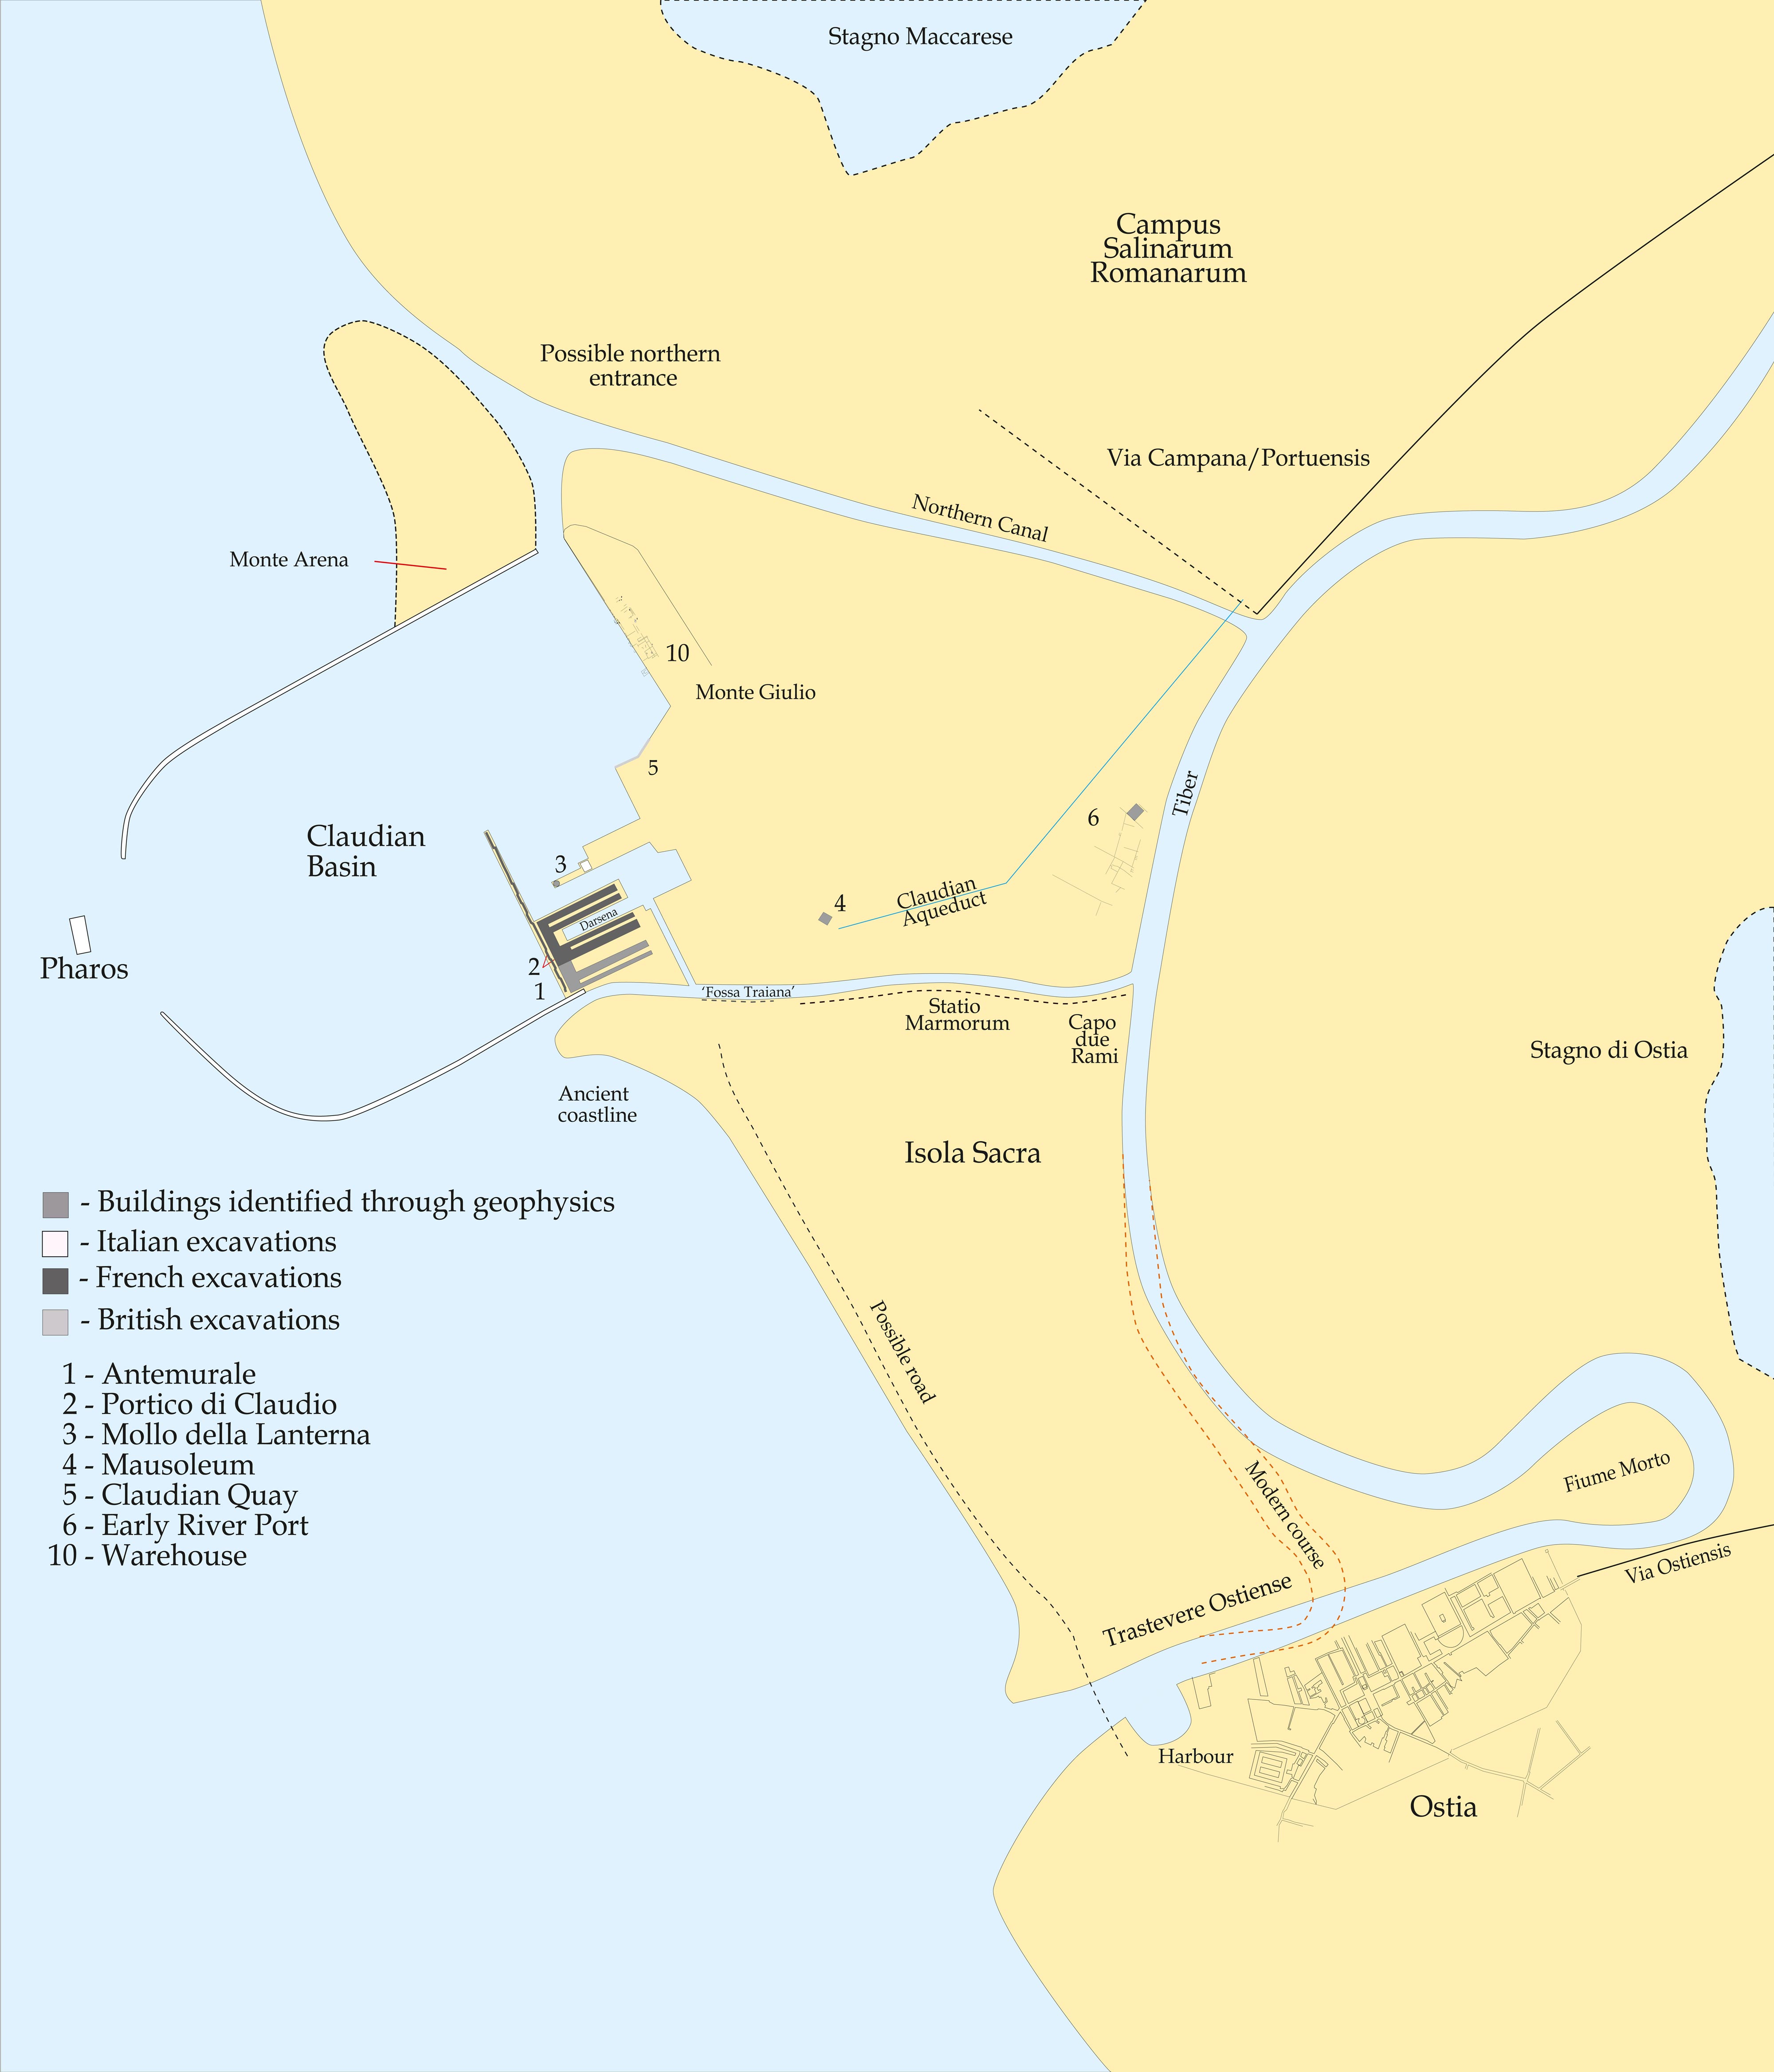 Stagno Maccarese
Campus
Salinarum
Romanarum
Possible northern
entrance
Via Campana/Portuensis
Northern Canal
Monte Arena
10
Monte Giulio
5
Tiber
6
Claudian
Basin
3
4
Claudian
Aqueduct
Darsena
Pharos
2
1
‘Fossa Traiana’
Statio
Marmorum
Capo
due
Rami
Stagno di Ostia
Ancient
coastline
Isola Sacra
- Buildings identified through geophysics
- Italian excavations
- French excavations
- British excavations
1 - Antemurale
2 - Portico di Claudio
3 - Mollo della Lanterna
4 - Mausoleum
5 - Claudian Quay
6 - Early River Port
10 - Warehouse
Possible road
Modern course
Fiume Morto
Via Ostiensis
Trastevere Ostiense
Harbour
Ostia